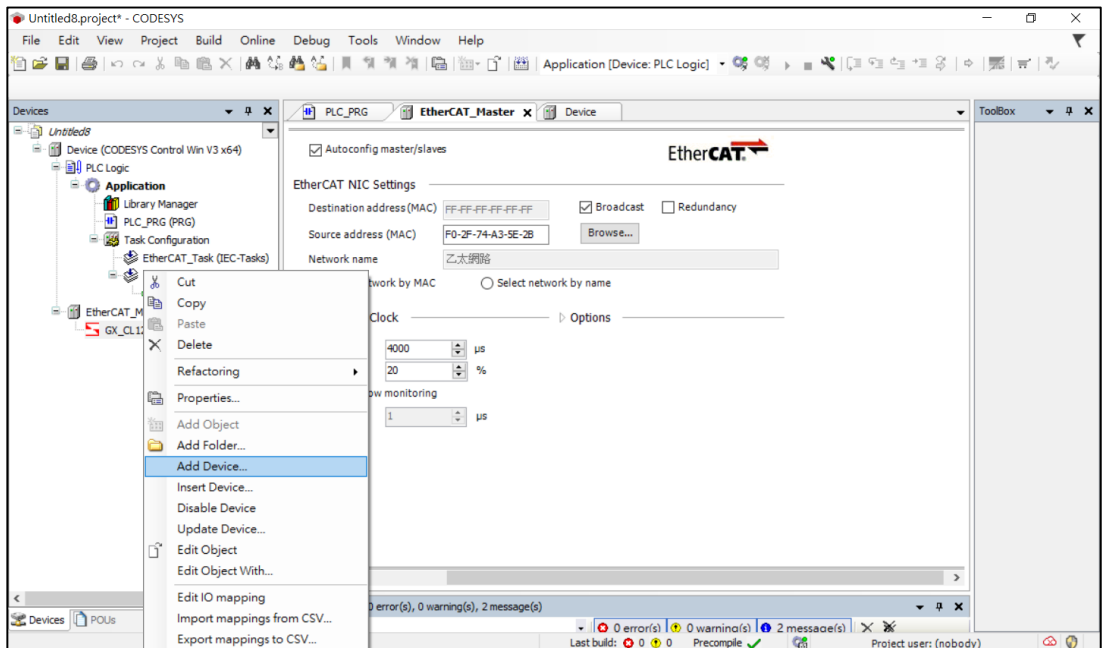 Untitled8.project* - CODESYS
File Edit View Project Build Online Debug Tools Window Help
Application [Device: PLC Logic]
Devices
PLC_PRG
EtherCAT_Master
Device
ToolBox
Untitled8
Device (CODESYS Control Win V3 x64)
PLC Logic
Application
Library Manager
PLC_PRG (PRG)
Task Configuration
EtherCAT_Task (IEC-Tasks)
EtherCAT_M
GX_CL12
Cut
Copy
Paste
Delete
Refactoring
Properties...
Add Object
Add Folder...
Add Device...
Insert Device...
Disable Device
Update Device...
Edit Object
Edit Object With...
Edit IO mapping
Import mappings from CSV...
Export mappings to CSV...
Autoconfig master/slaves
EtherCAT.
EtherCAT NIC Settings
Destination address (MAC) FF-FF-FF-FF-FF-FF Broadcast Redundancy
Source address (MAC) F0-2F-74-A3-5E-2B Browse...
Network name 乙太網路
twork by MAC Select network by name
Clock Options
4000 µs
20 %
ow monitoring
1 µs
Devices POUs
0 error(s), 0 warning(s), 2 message(s)
0 error(s) 0 warning(s) 2 message(s)
Last build: 0 0 Precompile Project user: (nobody)